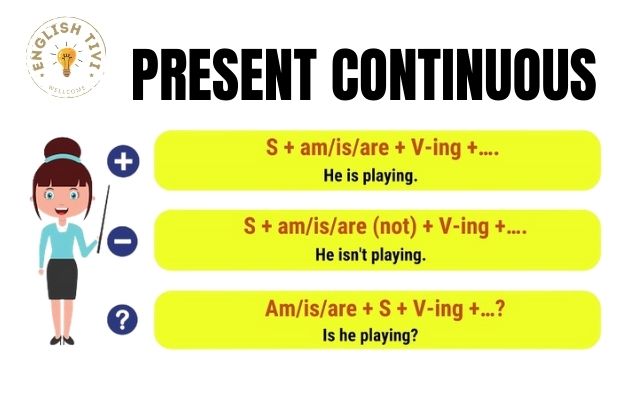 ENGLISH TIVI
WELLCOME
PRESENT CONTINUOUS
+
S + am/is/are + V-ing +....
He is playing.
−
S + am/is/are (not) + V-ing +....
He isn't playing.
?
Am/is/are + S + V-ing +...?
Is he playing?